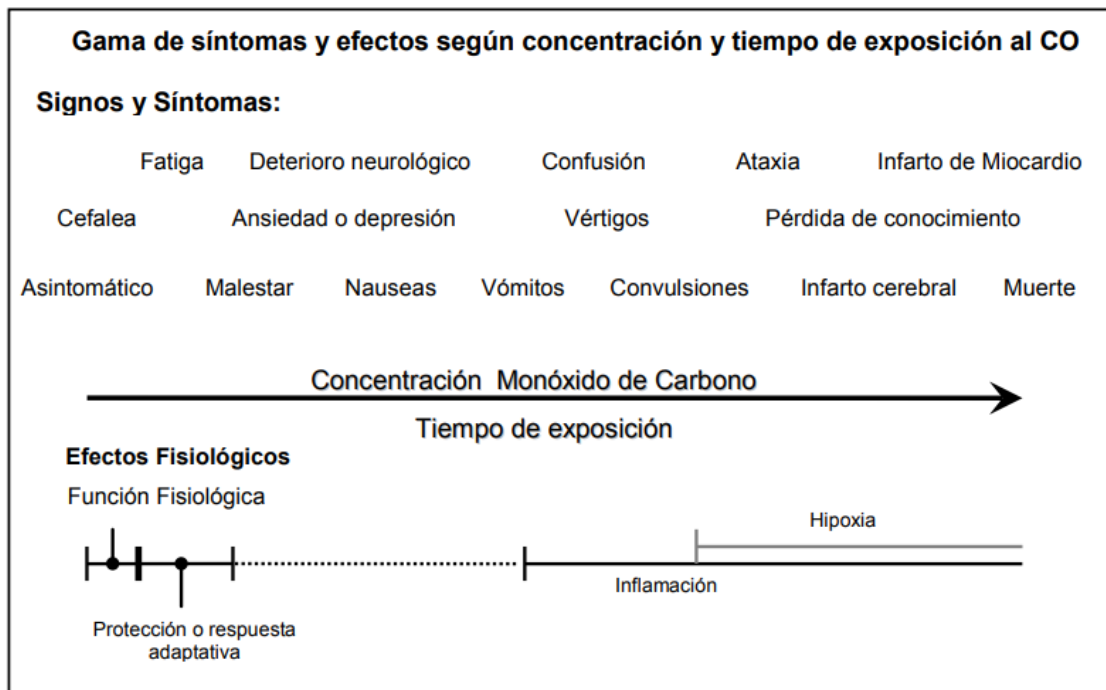 Gama de síntomas y efectos según concentración y tiempo de exposición al CO
Signos y Síntomas:
Fatiga Deterioro neurológico Confusión Ataxia Infarto de Miocardio
Cefalea Ansiedad o depresión Vértigos Pérdida de conocimiento
Asintomático Malestar Nauseas Vómitos Convulsiones Infarto cerebral Muerte
Concentración Monóxido de Carbono
Tiempo de exposición
Efectos Fisiológicos
Función Fisiológica
Hipoxia
Inflamación
Protección o respuesta
adaptativa